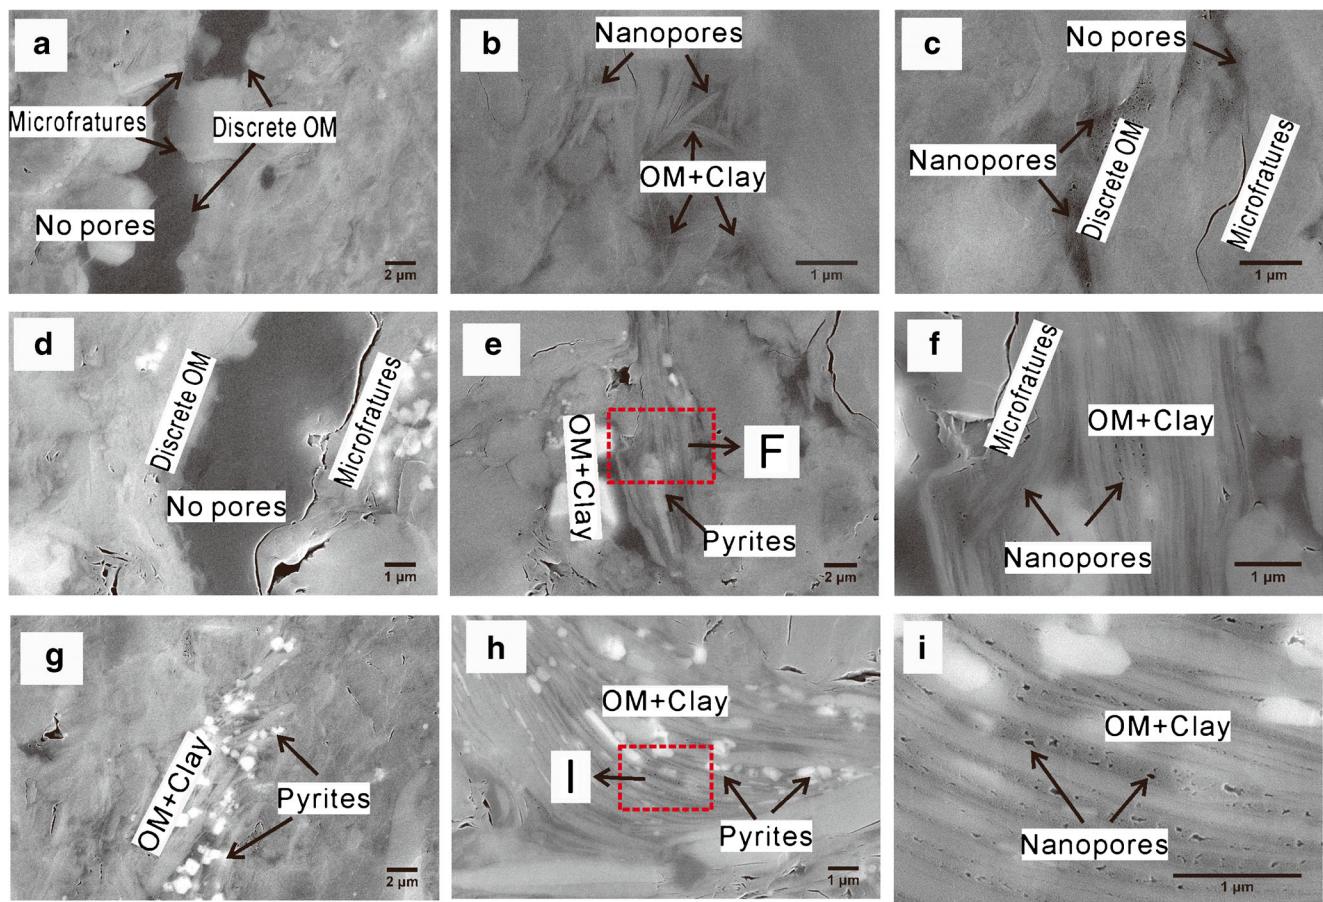 a
Microfratures
Discrete OM
No pores
2 μm
b
Nanopores
OM+Clay
1 μm
c
No pores
Nanopores
Discrete OM
Microfratures
1 μm
d
Discrete OM
Microfratures
No pores
1 μm
e
OM+Clay
F
Pyrites
2 μm
f
Microfratures
OM+Clay
Nanopores
1 μm
g
OM+Clay
Pyrites
2 μm
h
OM+Clay
I
Pyrites
1 μm
i
OM+Clay
Nanopores
1 μm